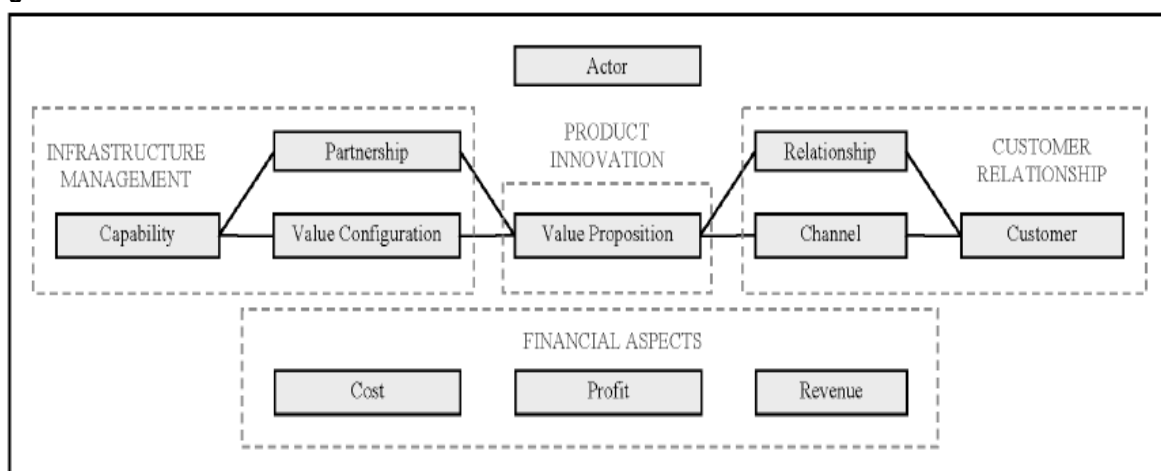 Actor
INFRASTRUCTURE
MANAGEMENT
Partnership
PRODUCT
INNOVATION
Relationship
CUSTOMER
RELATIONSHIP
Capability
Value Configuration
Value Proposition
Channel
Customer
FINANCIAL ASPECTS
Cost
Profit
Revenue